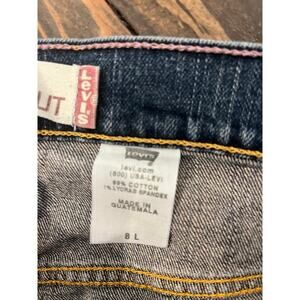 UT
LEVI'S
Levi's
levi.com
(800) USA-LEVI
99% COTTON
1% LYCRA® SPANDEX
MADE IN
GUATEMALA
8 L